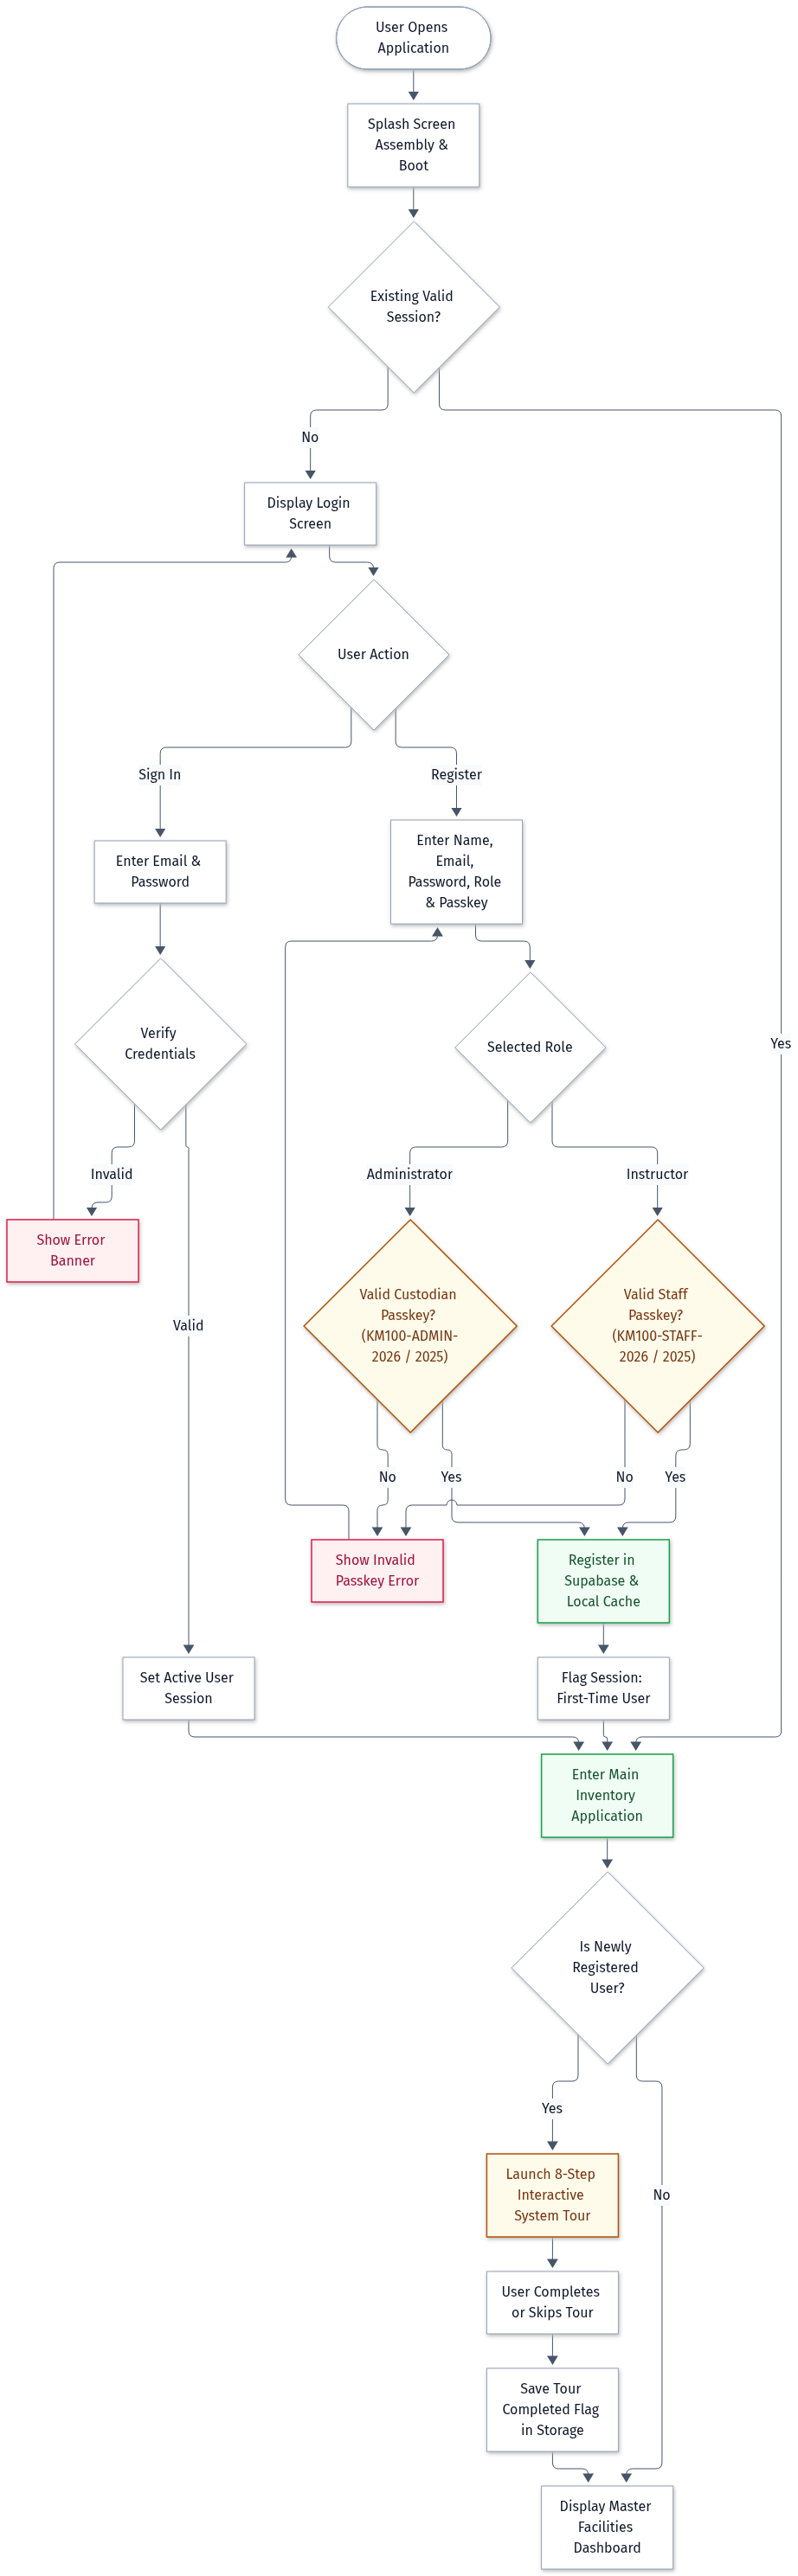 User Opens
Application
Splash Screen
Assembly &
Boot
Existing Valid
Session?
No
Display Login
Screen
User Action
Sign In
Register
Enter Email &
Password
Enter Name,
Email,
Password, Role
& Passkey
Verify
Credentials
Selected Role
Yes
Invalid
Administrator
Instructor
Show Error
Banner
Valid
Valid Custodian
Passkey?
(KM100-ADMIN-
2026 / 2025)
Valid Staff
Passkey?
(KM100-STAFF-
2026 / 2025)
No
Yes
No
Yes
Show Invalid
Passkey Error
Register in
Supabase &
Local Cache
Set Active User
Session
Flag Session:
First-Time User
Enter Main
Inventory
Application
Is Newly
Registered
User?
Yes
Launch 8-Step
Interactive
System Tour
No
User Completes
or Skips Tour
Save Tour
Completed Flag
in Storage
Display Master
Facilities
Dashboard